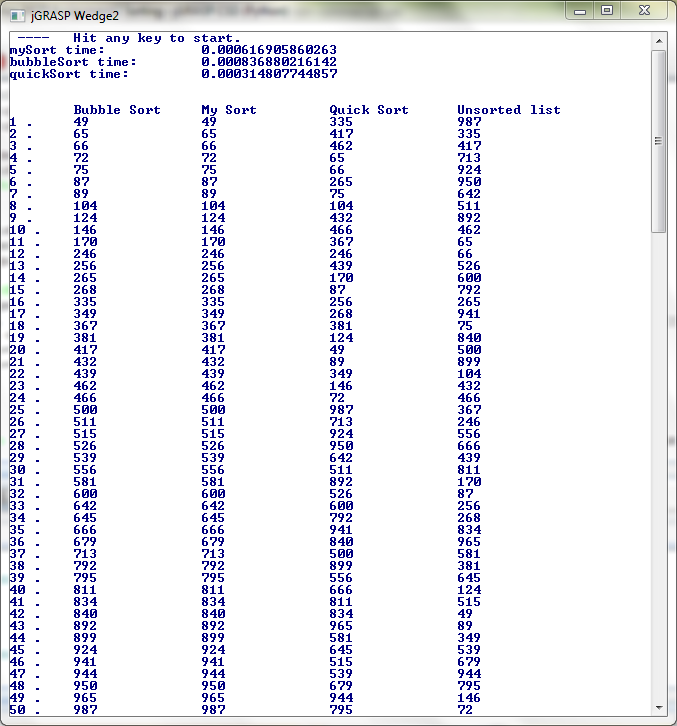 jGRASP Wedge2
---- Hit any key to start.
mySort time: 0.000616905860263
bubbleSort time: 0.000836880216142
quickSort time: 0.000314807744857
Bubble Sort My Sort Quick Sort Unsorted list
1 . 49 49 335 987
2 . 65 65 417 335
3 . 66 66 462 417
4 . 72 72 65 713
5 . 75 75 66 924
6 . 87 87 265 950
7 . 89 89 75 642
8 . 104 104 104 511
9 . 124 124 432 892
10 . 146 146 466 462
11 . 170 170 367 65
12 . 246 246 246 66
13 . 256 256 439 526
14 . 265 265 170 600
15 . 268 268 87 792
16 . 335 335 256 265
17 . 349 349 268 941
18 . 367 367 381 75
19 . 381 381 124 840
20 . 417 417 49 500
21 . 432 432 89 899
22 . 439 439 349 104
23 . 462 462 146 432
24 . 466 466 72 466
25 . 500 500 987 367
26 . 511 511 713 246
27 . 515 515 924 556
28 . 526 526 950 666
29 . 539 539 642 439
30 . 556 556 511 811
31 . 581 581 892 170
32 . 600 600 526 87
33 . 642 642 600 256
34 . 645 645 792 268
35 . 666 666 941 834
36 . 679 679 840 965
37 . 713 713 500 581
38 . 792 792 899 381
39 . 795 795 556 645
40 . 811 811 666 124
41 . 834 834 811 515
42 . 840 840 834 49
43 . 892 892 965 89
44 . 899 899 581 349
45 . 924 924 645 539
46 . 941 941 515 679
47 . 944 944 539 944
48 . 950 950 679 795
49 . 965 965 944 146
50 . 987 987 795 72